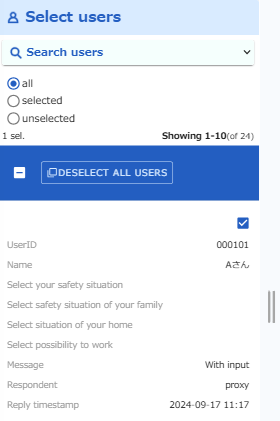 Select users
Search users
all
selected
unselected
1 sel. Showing 1-10(of 24)
DESELECT ALL USERS
UserID 000101
Name Aさん
Select your safety situation
Select safety situation of your family
Select situation of your home
Select possibility to work
Message With input
Respondent proxy
Reply timestamp 2024-09-17 11:17